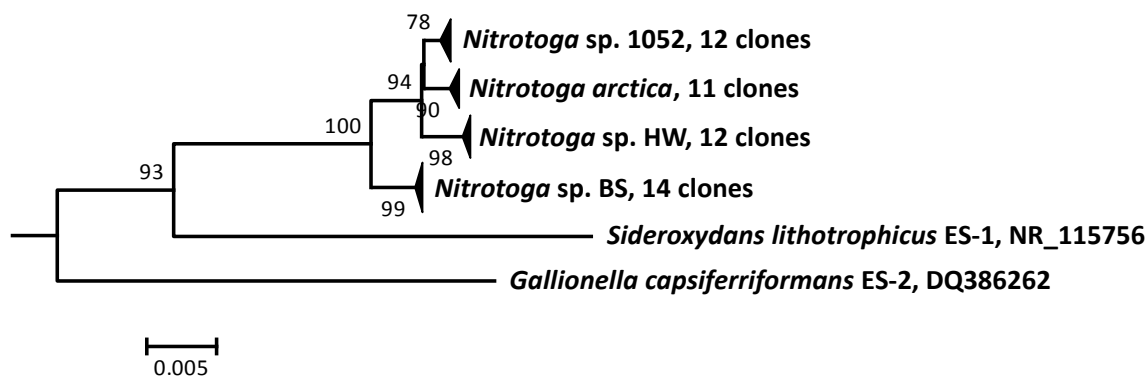 78
Nitrotoga sp. 1052, 12 clones
94
Nitrotoga arctica, 11 clones
90
100
Nitrotoga sp. HW, 12 clones
98
93
Nitrotoga sp. BS, 14 clones
99
Sideroxydans lithotrophicus ES-1, NR_115756
Gallionella capsiferriformans ES-2, DQ386262
0.005